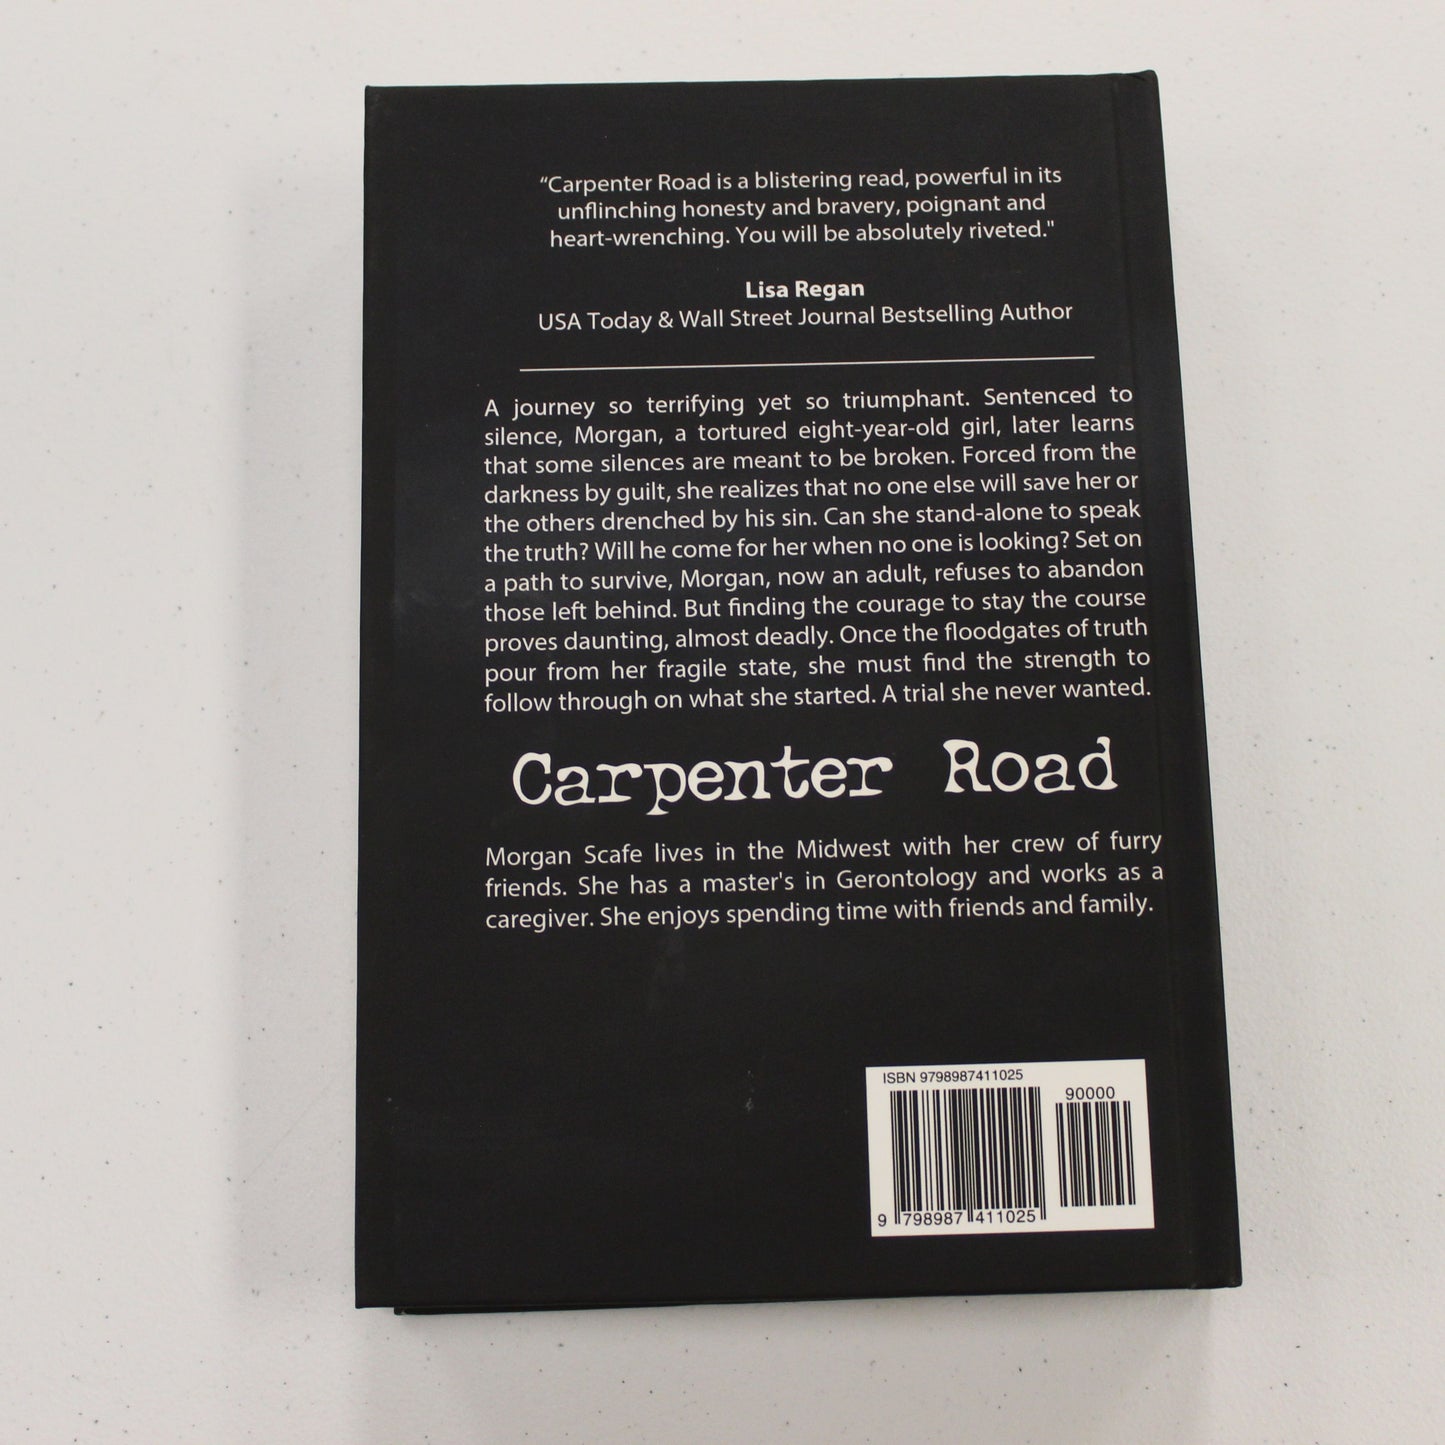 “Carpenter Road is a blistering read, powerful in its
unflinching honesty and bravery, poignant and
heart-wrenching. You will be absolutely riveted."
Lisa Regan
USA Today & Wall Street Journal Bestselling Author
A journey so terrifying yet so triumphant. Sentenced to
silence, Morgan, a tortured eight-year-old girl, later learns
that some silences are meant to be broken. Forced from the
darkness by guilt, she realizes that no one else will save her or
the others drenched by his sin. Can she stand-alone to speak
the truth? Will he come for her when no one is looking? Set on
a path to survive, Morgan, now an adult, refuses to abandon
those left behind. But finding the courage to stay the course
proves daunting, almost deadly. Once the floodgates of truth
pour from her fragile state, she must find the strength to
follow through on what she started. A trial she never wanted.
Carpenter Road
Morgan Scafe lives in the Midwest with her crew of furry
friends. She has a master's in Gerontology and works as a
caregiver. She enjoys spending time with friends and family.
ISBN 9798987411025
90000
9 798987 411025